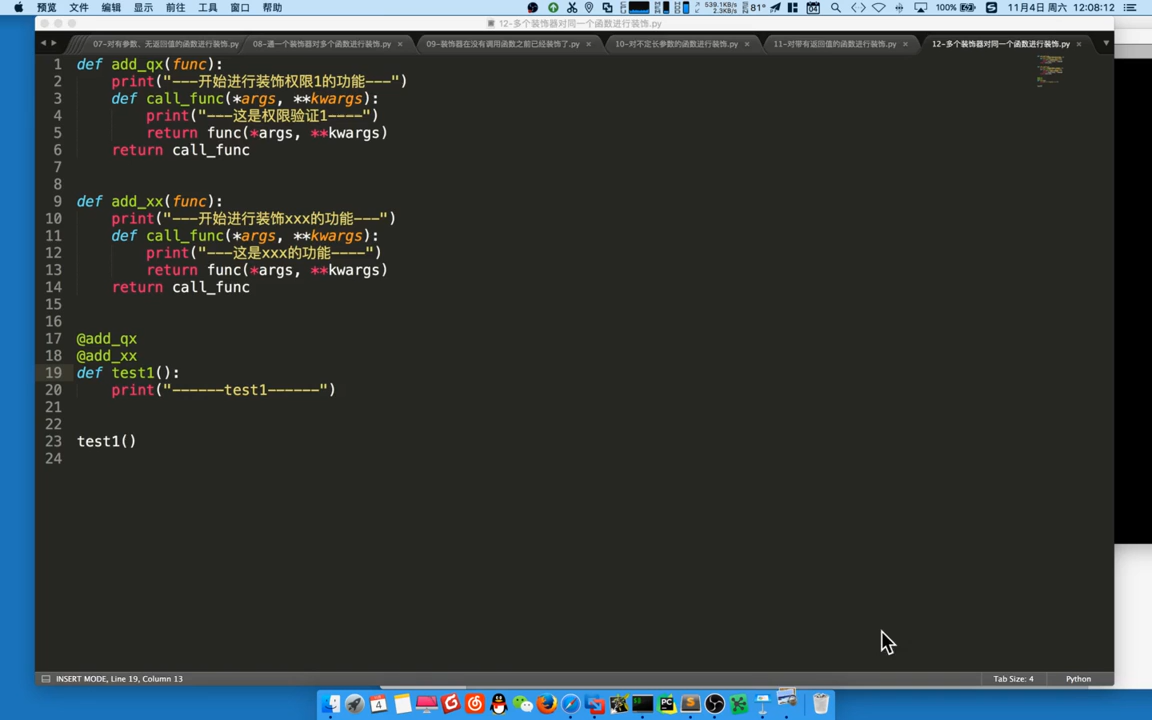 预览 文件 编辑 显示 前往 工具 窗口 帮助 539.1KB/s 2.3KB/s 81° 100% 11月4日 周六 12:08:12
12-多个装饰器对同一个函数进行装饰.py
07-对有参数、无返回值的函数进行装饰.py 08-通一个装饰器对多个函数进行装饰.py 09-装饰器在没有调用函数之前已经装饰了.py 10-对不定长参数的函数进行装饰.py 11-对带有返回值的函数进行装饰.py 12-多个装饰器对同一个函数进行装饰.py
1 def add_qx(func):
2 print("---开始进行装饰权限1的功能---")
3 def call_func(*args, **kwargs):
4 print("---这是权限验证1----")
5 return func(*args, **kwargs)
6 return call_func
7
8
9 def add_xx(func):
10 print("---开始进行装饰xxx的功能---")
11 def call_func(*args, **kwargs):
12 print("---这是xxx的功能----")
13 return func(*args, **kwargs)
14 return call_func
15
16
17 @add_qx
18 @add_xx
19 def test1():
20 print("------test1------")
21
22
23 test1()
24
INSERT MODE, Line 19, Column 13 Tab Size: 4 Python